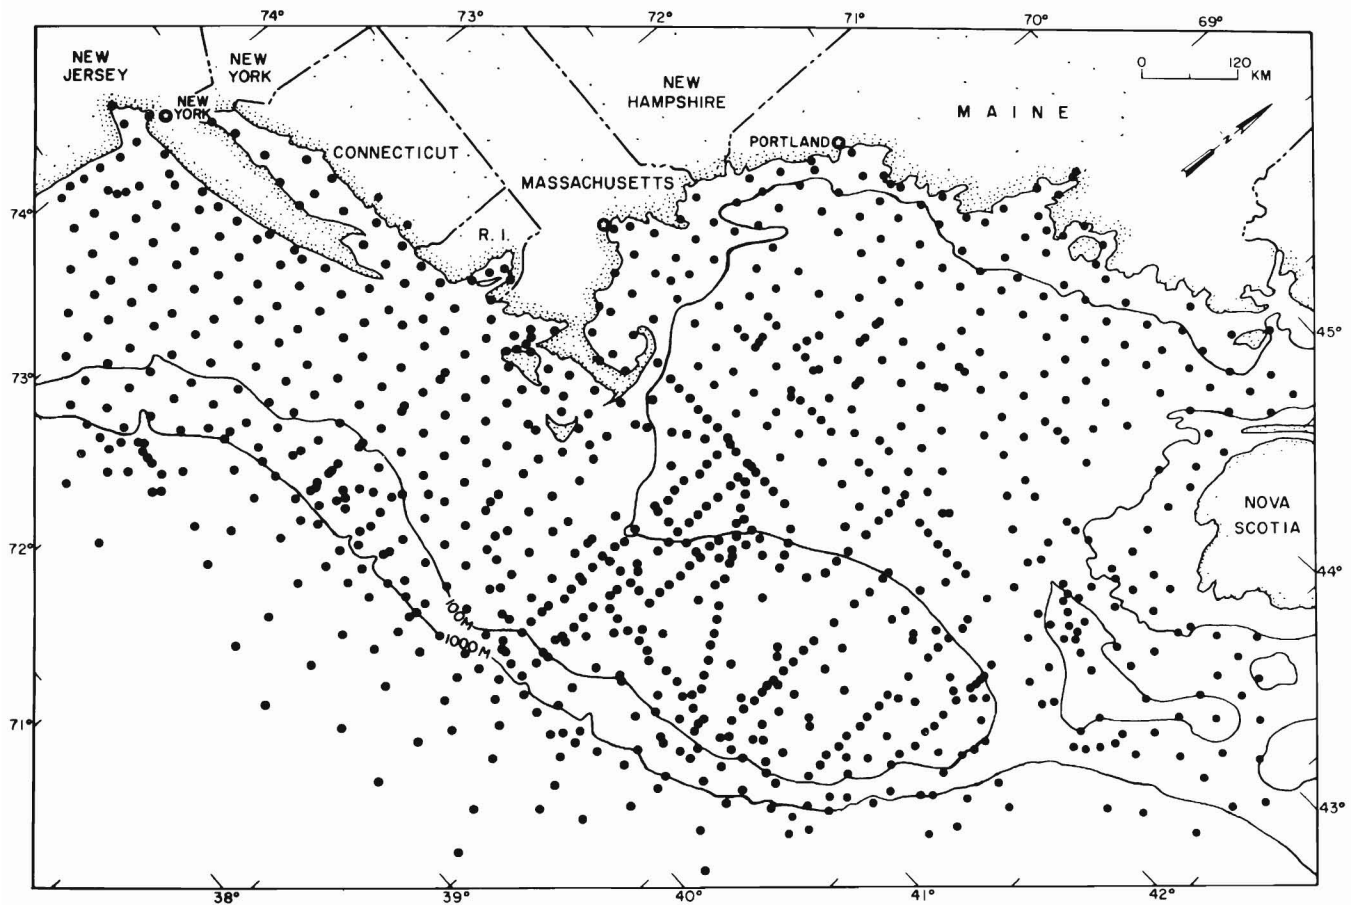 74° 73° 72° 71° 70° 69°
NEW
JERSEY
NEW
YORK
NEW
YORK
CONNECTICUT
R. I.
MASSACHUSETTS
NEW
HAMPSHIRE
PORTLAND
MAINE
0 120
KM
N
NOVA
SCOTIA
74°
73°
72°
71°
45°
44°
43°
100M
1000M
38° 39° 40° 41° 42°